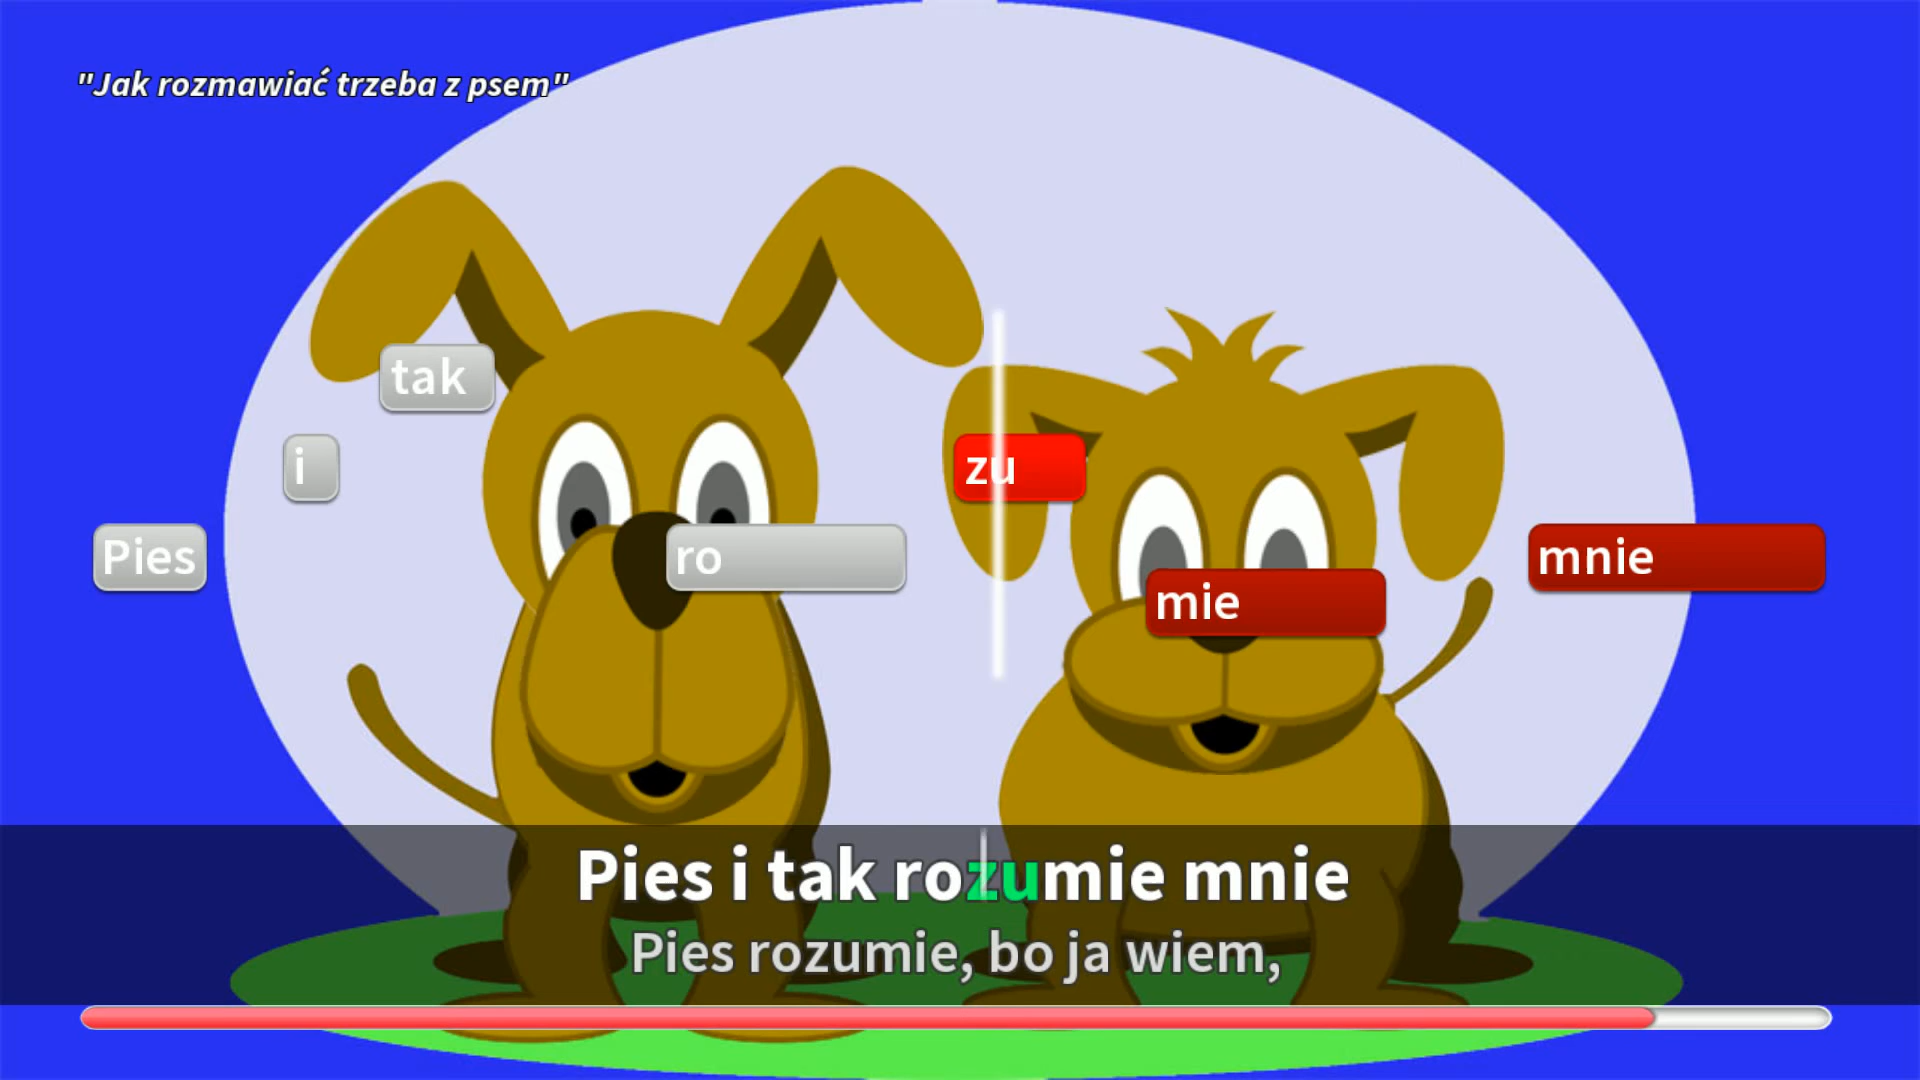 "Jak rozmawiać trzeba z psem"
tak
i
zu
Pies
ro
mnie
mie
Pies i tak rozumie mnie
Pies rozumie, bo ja wiem,